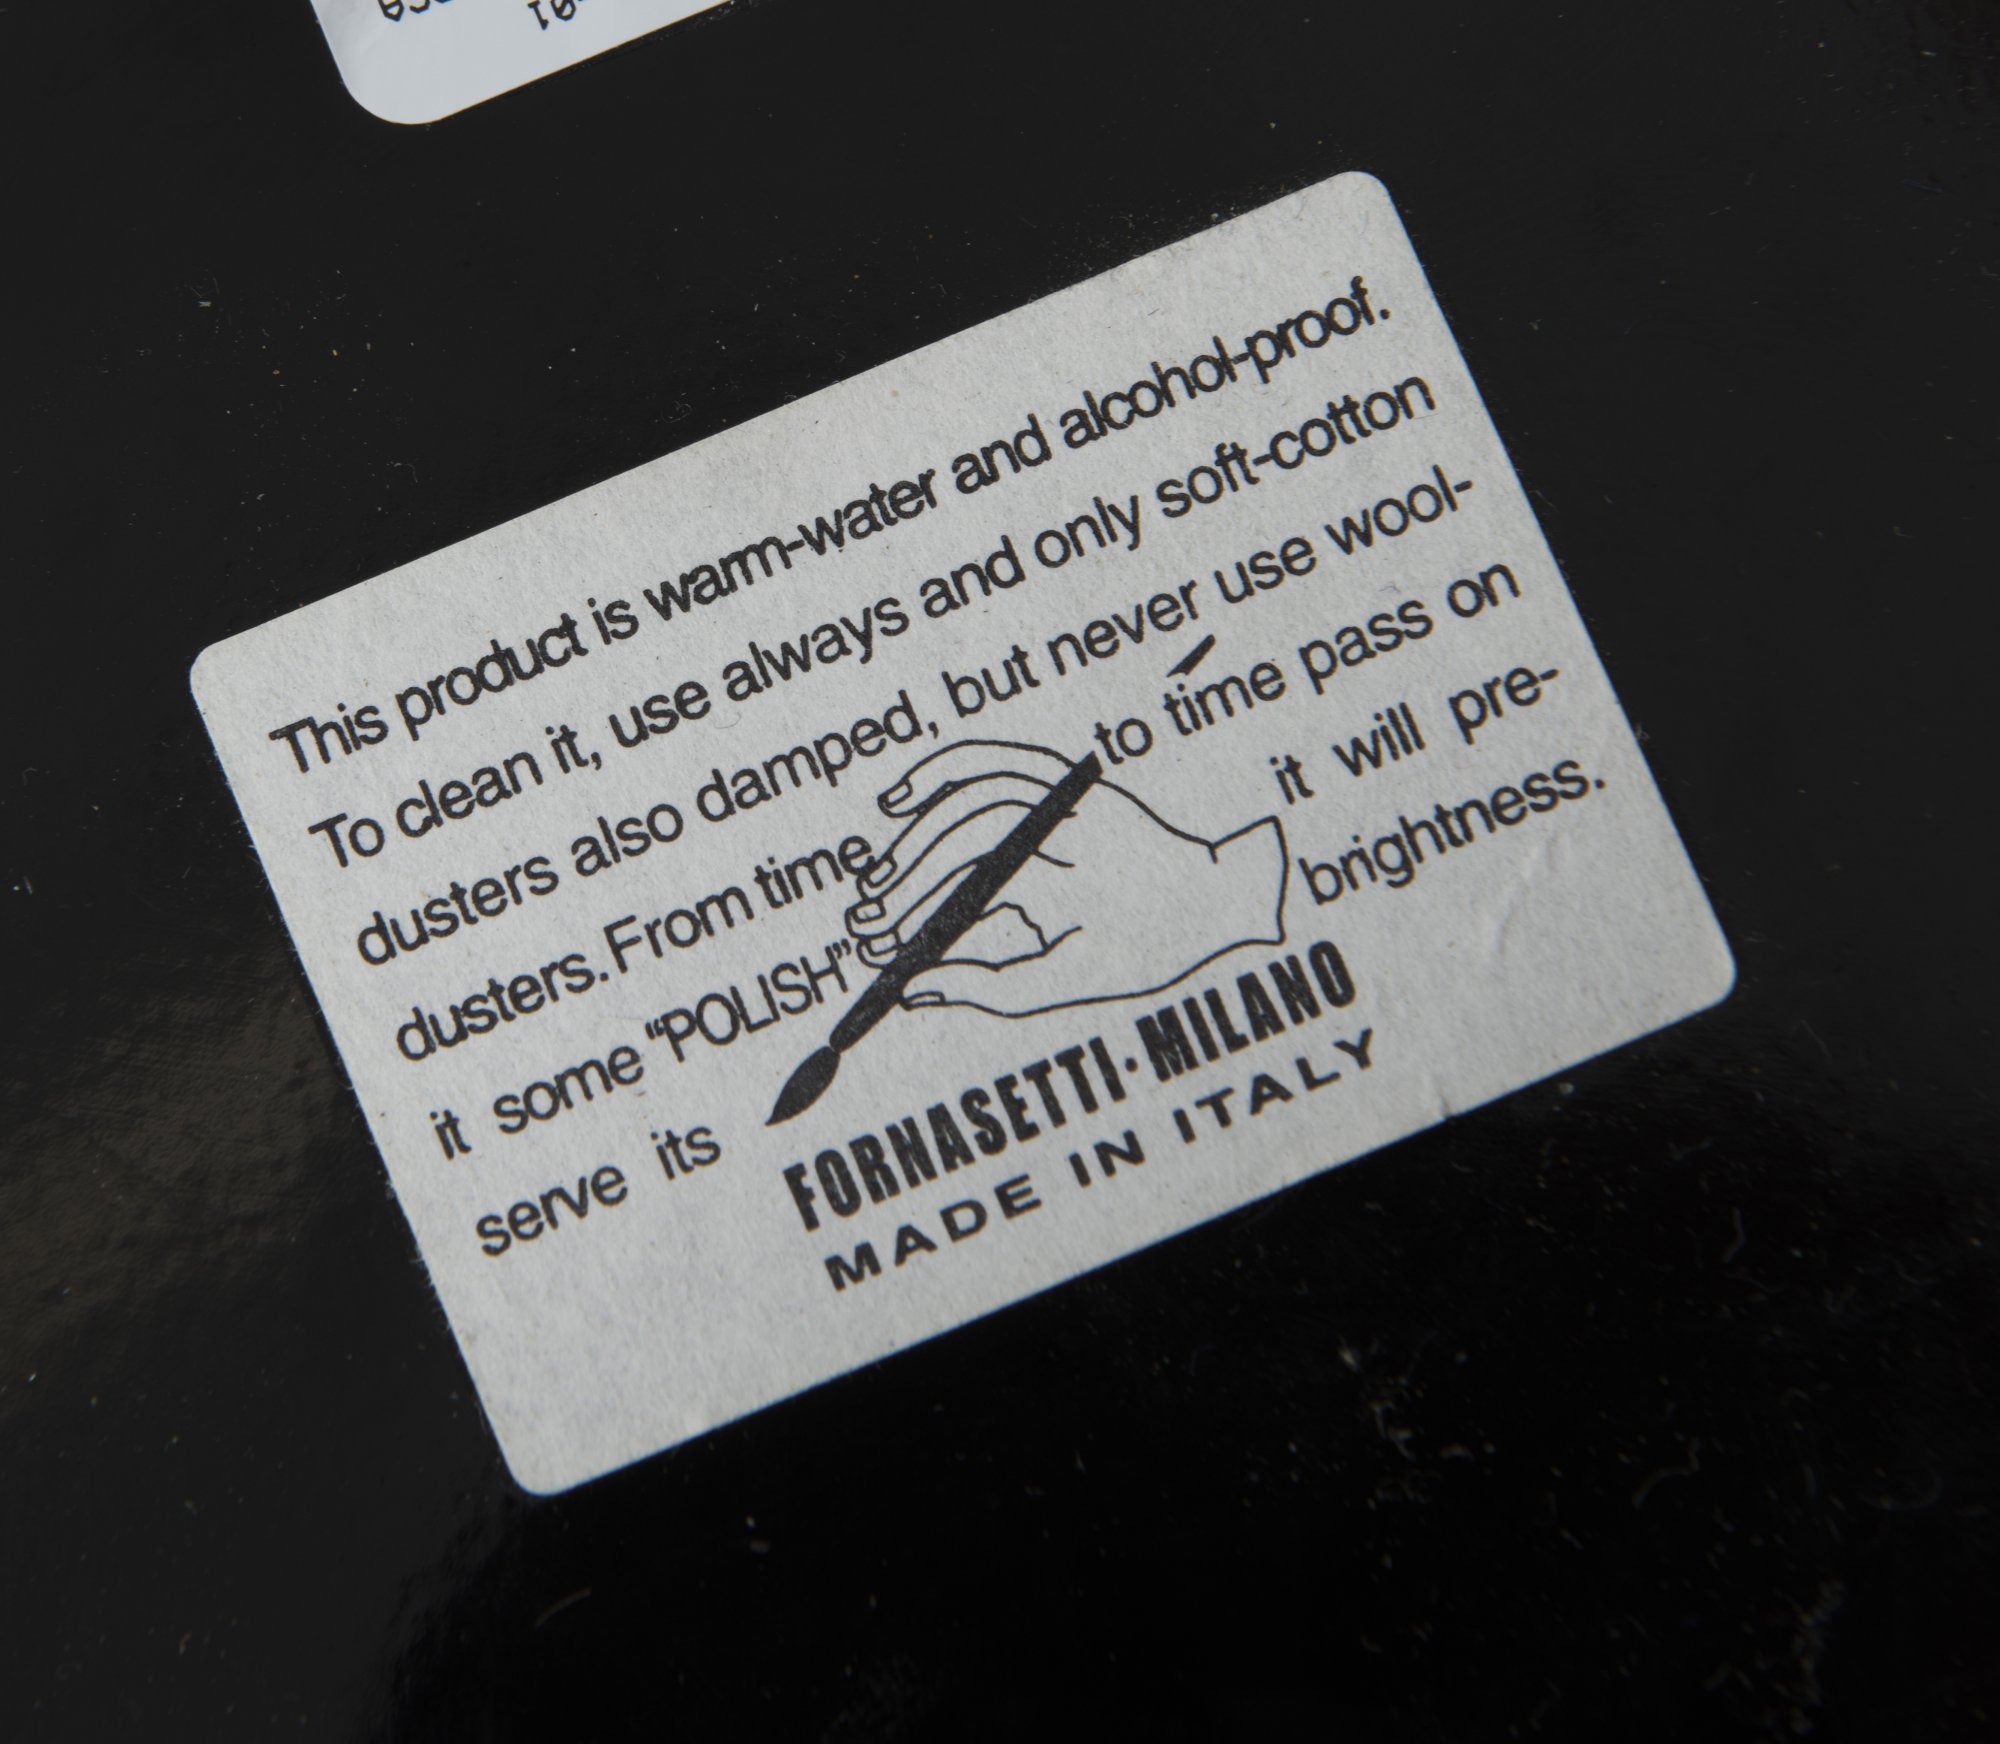 This product is warm-water and alcohol-proof.
To clean it, use always and only soft-cotton
dusters also damped, but never use wool-
dusters. From time to time pass on
it some “POLISH” it will pre-
serve its brightness.
FORNASETTI · MILANO
MADE IN ITALY